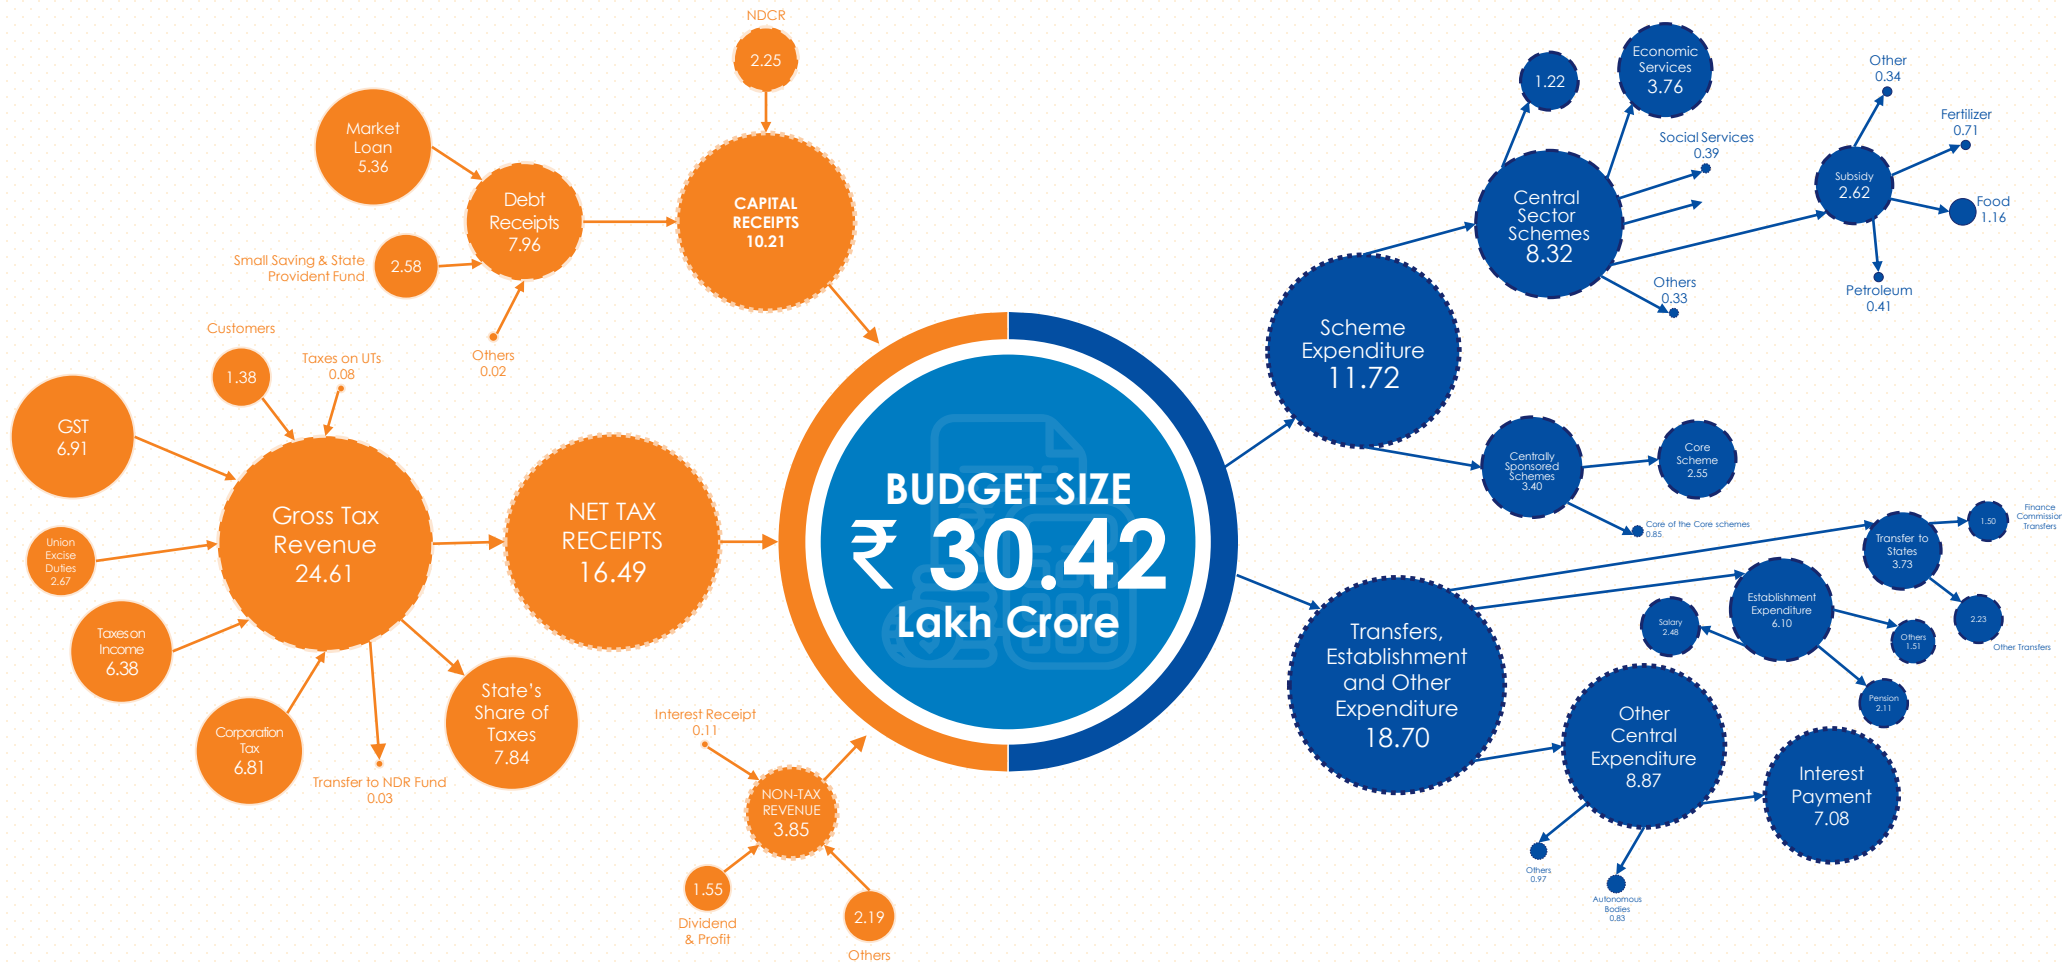 NDCR
2.25
Market
Loan
5.36
Debt
Receipts
7.96
CAPITAL
RECEIPTS
10.21
Small Saving & State
Provident Fund
2.58
Others
0.02
Customers
1.38
Taxes on UTs
0.08
GST
6.91
Gross Tax
Revenue
24.61
NET TAX
RECEIPTS
16.49
Union
Excise
Duties
2.67
Taxes on
Income
6.38
Corporation
Tax
6.81
Transfer to NDR Fund
0.03
State's
Share of
Taxes
7.84
Interest Receipt
0.11
NON-TAX
REVENUE
3.85
1.55
Dividend
& Profit
2.19
Others
BUDGET SIZE
₹ 30.42
Lakh Crore
Scheme
Expenditure
11.72
Central
Sector
Schemes
8.32
1.22
Economic
Services
3.76
Social Services
0.39
Others
0.33
Subsidy
2.62
Other
0.34
Fertilizer
0.71
Food
1.16
Petroleum
0.41
Centrally
Sponsored
Schemes
3.40
Core
Scheme
2.55
Core of the Core schemes
0.85
Transfers,
Establishment
and Other
Expenditure
18.70
Transfer to
States
3.73
1.50
Finance
Commission
Transfers
2.23
Other Transfers
Establishment
Expenditure
6.10
Salary
2.48
Others
1.51
Pension
2.11
Other
Central
Expenditure
8.87
Interest
Payment
7.08
Others
0.97
Autonomous
Bodies
0.83